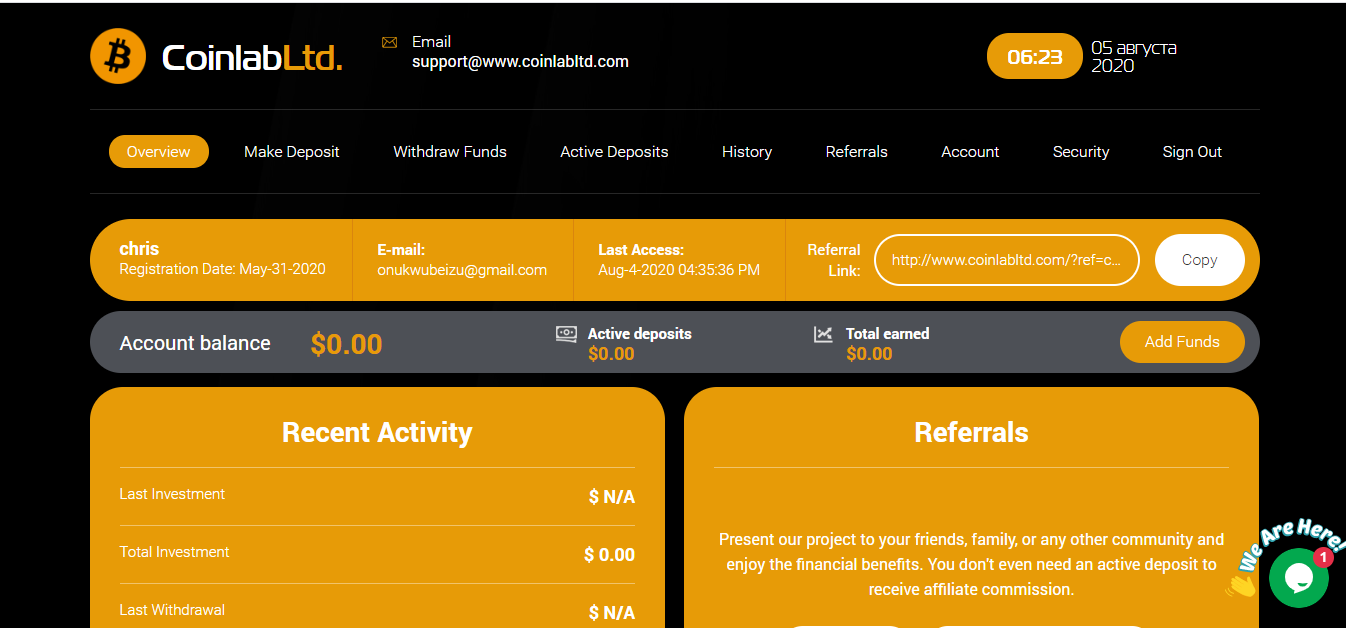 CoinlabLtd.
Email
support@www.coinlabltd.com
06:23
05 августа
2020
Overview
Make Deposit
Withdraw Funds
Active Deposits
History
Referrals
Account
Security
Sign Out
chris
Registration Date: May-31-2020
E-mail:
onukwubeizu@gmail.com
Last Access:
Aug-4-2020 04:35:36 PM
Referral
Link:
http://www.coinlabltd.com/?ref=c...
Copy
Account balance
$0.00
Active deposits
$0.00
Total earned
$0.00
Add Funds
Recent Activity
Last Investment
$ N/A
Total Investment
$ 0.00
Last Withdrawal
$ N/A
Referrals
Present our project to your friends, family, or any other community and
enjoy the financial benefits. You don't even need an active deposit to
receive affiliate commission.
We Are Here!
1